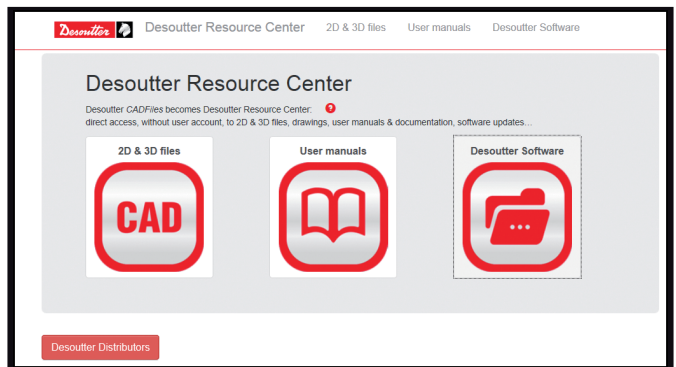 Desoutter Desoutter Resource Center 2D & 3D files User manuals Desoutter Software
Desoutter Resource Center
Desoutter CADFiles becomes Desoutter Resource Center: ?
direct access, without user account, to 2D & 3D files, drawings, user manuals & documentation, software updates...
2D & 3D files User manuals Desoutter Software
CAD
Desoutter Distributors